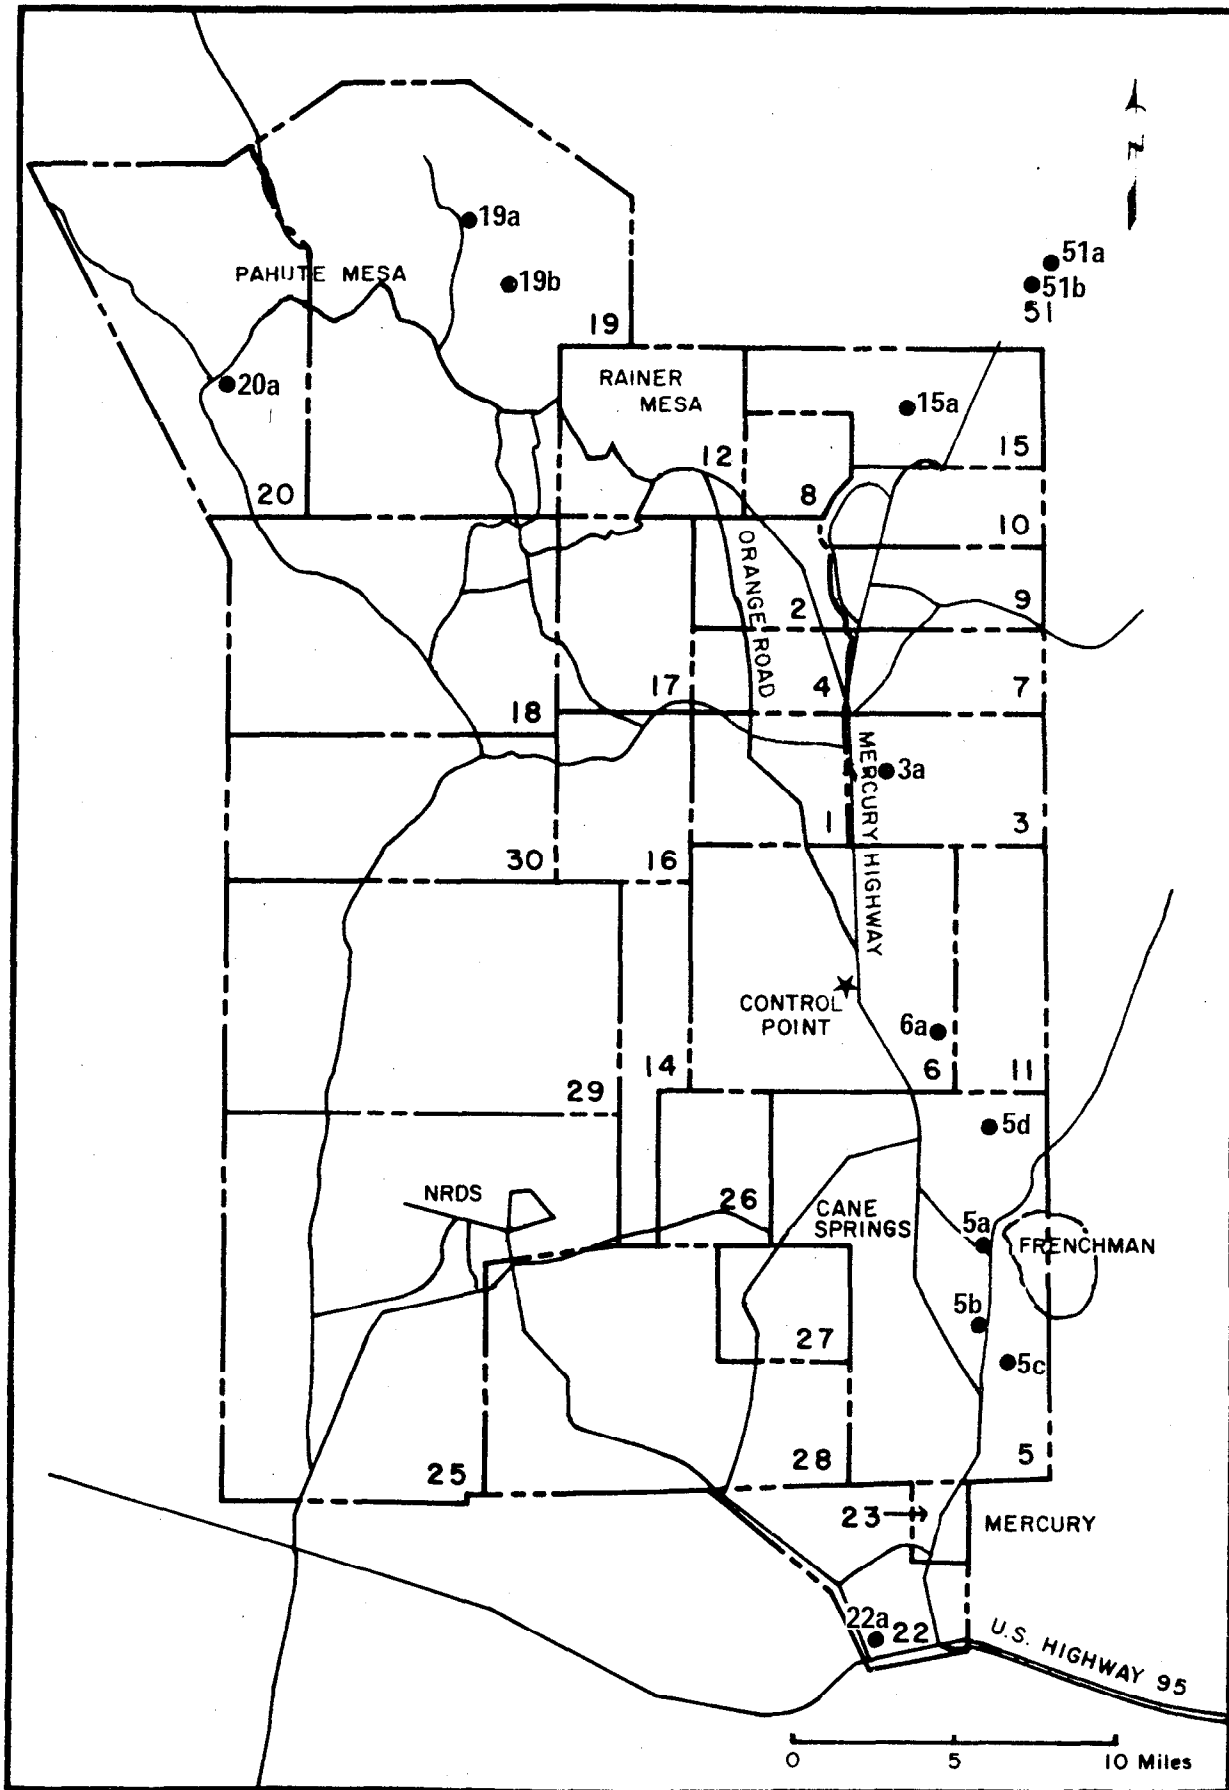 N
19a
51a
PAHUTE MESA
19b
51b
51
19
RAINER
MESA
20a
15a
12
15
20
8
10
ORANGE ROAD
2
9
17
4
7
18
MERCURY HIGHWAY
3a
1
3
30
16
CONTROL
POINT
6a
14
6
11
29
5d
NRDS
26
CANE
SPRINGS
5a
FRENCHMAN
5b
27
5c
25
28
5
23
MERCURY
22a
22
U.S. HIGHWAY 95
0 5 10 Miles